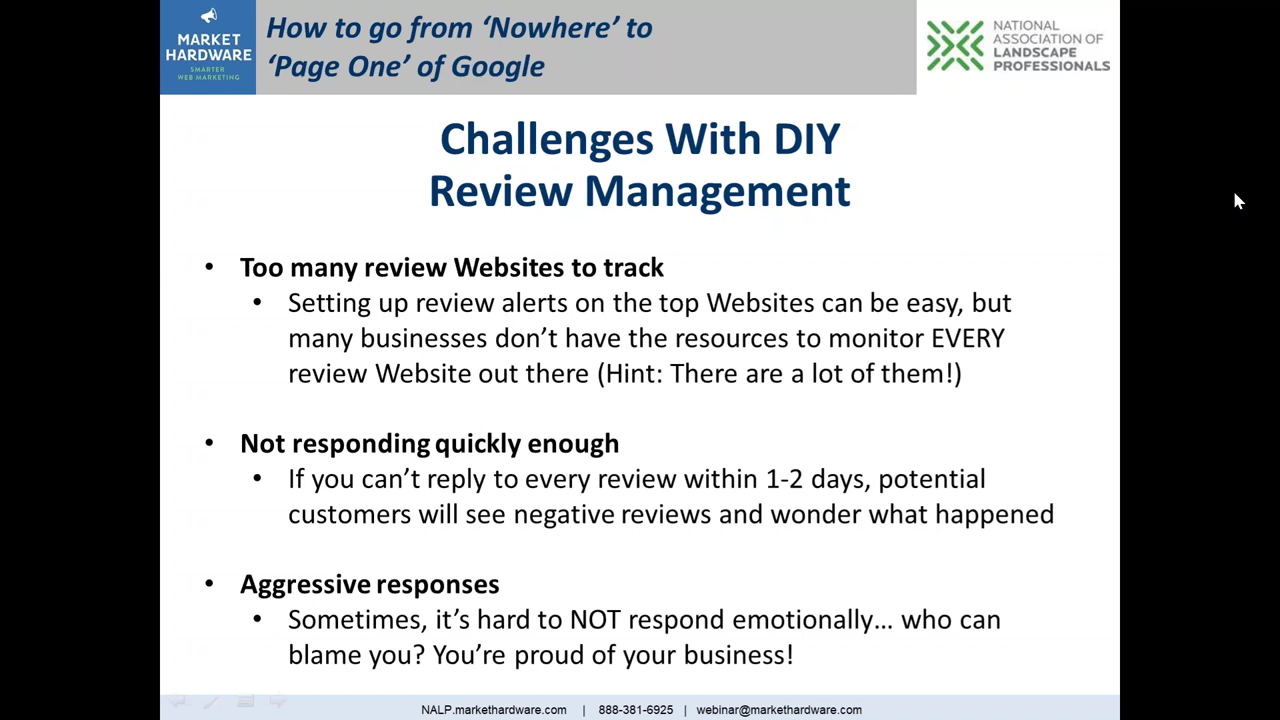 MARKET
HARDWARE
SMARTER
WEB MARKETING
How to go from ‘Nowhere’ to
‘Page One’ of Google
NATIONAL
ASSOCIATION OF
LANDSCAPE
PROFESSIONALS
Challenges With DIY
Review Management
• Too many review Websites to track
• Setting up review alerts on the top Websites can be easy, but
many businesses don’t have the resources to monitor EVERY
review Website out there (Hint: There are a lot of them!)
• Not responding quickly enough
• If you can’t reply to every review within 1-2 days, potential
customers will see negative reviews and wonder what happened
• Aggressive responses
• Sometimes, it’s hard to NOT respond emotionally… who can
blame you? You’re proud of your business!
NALP.markethardware.com | 888-381-6925 | webinar@markethardware.com